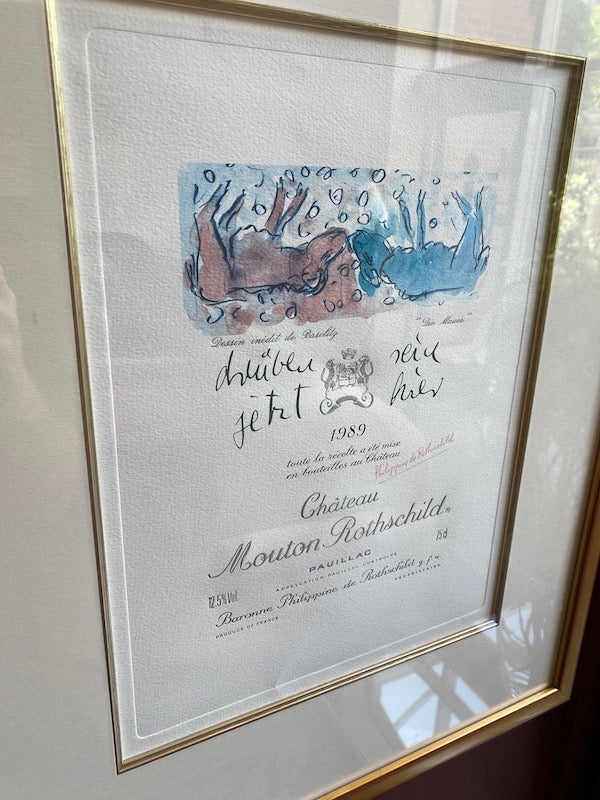 Dessin inédit de Baselitz "Die Mauer"
drüben sein
jetzt hier
1989
toute la récolte a été mise
en bouteilles au Château.
Philippine de Rothschild
Château
Mouton Rothschild®
PAUILLAC
APPELLATION PAUILLAC CONTRÔLÉE
12.5% Vol. 75 cl
Baronne Philippine de Rothschild g.f.a.
PRODUCE OF FRANCE PROPRIÉTAIRE